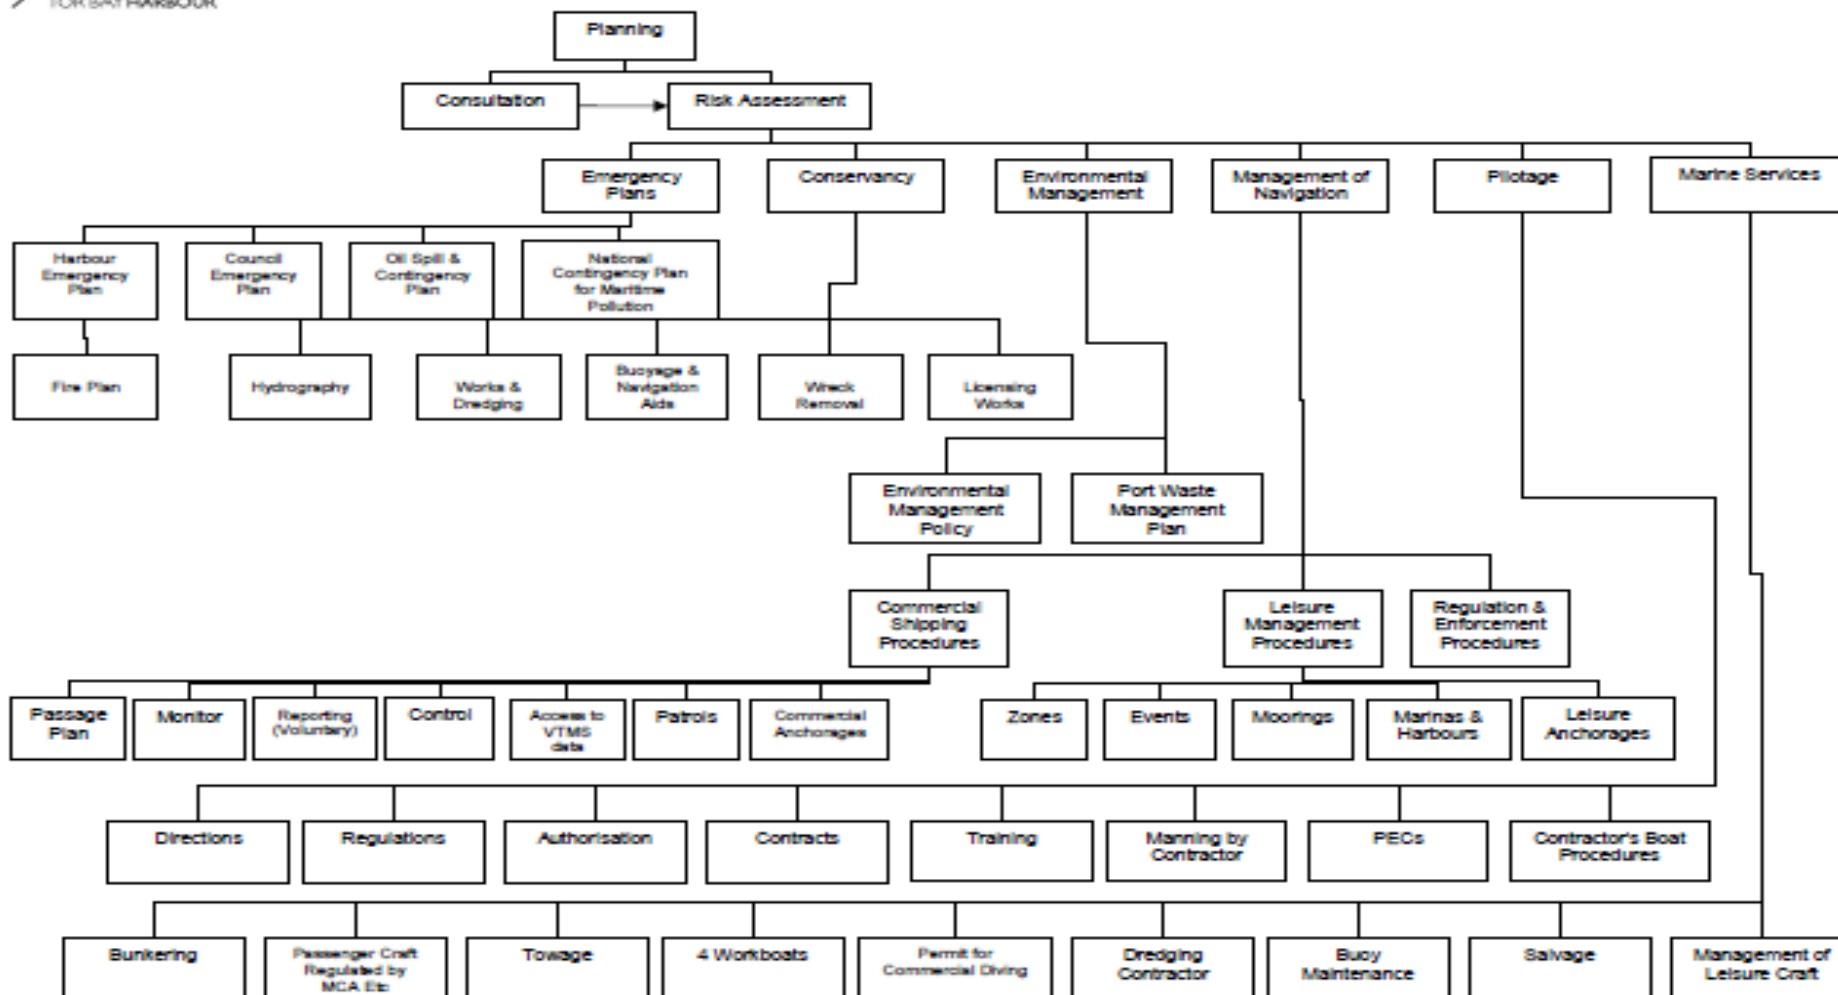 TOR BAY HARBOUR
Planning
Consultation
Risk Assessment
Emergency
Plans
Conservancy
Environmental
Management
Management of
Navigation
Pilotage
Marine Services
Harbour
Emergency
Plan
Council
Emergency
Plan
Oil Spill &
Contingency
Plan
National
Contingency Plan
for Maritime
Pollution
Fire Plan
Hydrography
Works &
Dredging
Buoyage &
Navigation
Aids
Wreck
Removal
Licensing
Works
Environmental
Management
Policy
Port Waste
Management
Plan
Commercial
Shipping
Procedures
Leisure
Management
Procedures
Regulation &
Enforcement
Procedures
Passage
Plan
Monitor
Reporting
(Voluntary)
Control
Access to
VTMS
data
Patrols
Commercial
Anchorages
Zones
Events
Moorings
Marinas &
Harbours
Leisure
Anchorages
Directions
Regulations
Authorisation
Contracts
Training
Manning by
Contractor
PECs
Contractor's Boat
Procedures
Bunkering
Passenger Craft
Regulated by
MCA Etc
Towage
4 Workboats
Permit for
Commercial Diving
Dredging
Contractor
Buoy
Maintenance
Salvage
Management of
Leisure Craft